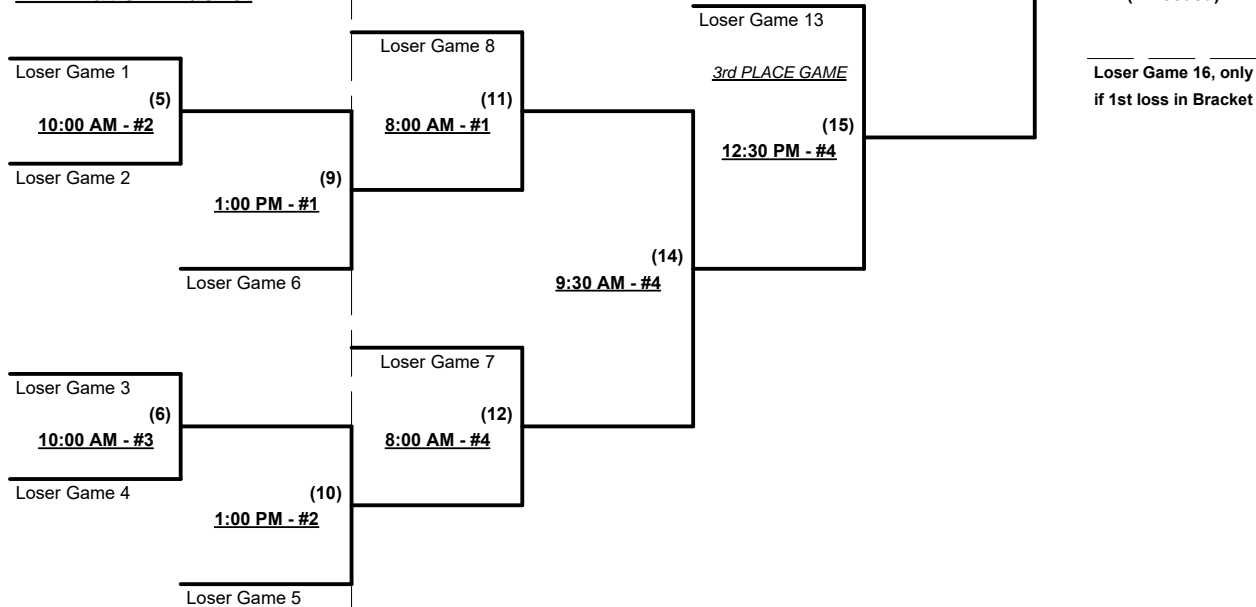 Loser Game 13
Loser Game 8
Loser Game 1
3rd PLACE GAME
Loser Game 16, only
(5)
(11)
if 1st loss in Bracket
10:00 AM - #2
8:00 AM - #1
(15)
12:30 PM - #4
Loser Game 2
(9)
1:00 PM - #1
(14)
Loser Game 6
9:30 AM - #4
Loser Game 7
Loser Game 3
(6)
(12)
10:00 AM - #3
8:00 AM - #4
Loser Game 4
(10)
1:00 PM - #2
Loser Game 5